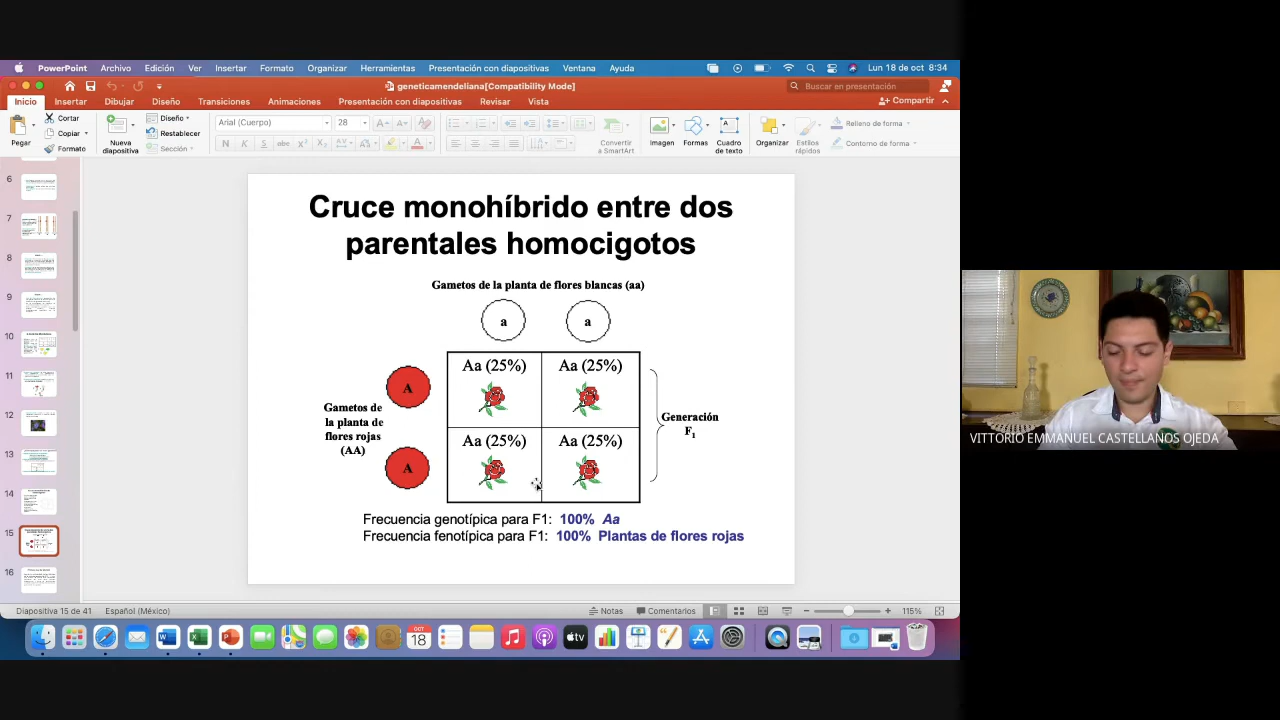 PowerPoint Archivo Edición Ver Insertar Formato Organizar Herramientas Presentación con diapositivas Ventana Ayuda Lun 18 de oct 8:34
geneticamendeliana[Compatibility Mode] Buscar en presentación
Inicio Insertar Dibujar Diseño Transiciones Animaciones Presentación con diapositivas Revisar Vista Compartir
Pegar
Cortar
Copiar
Formato
Nueva
diapositiva
Diseño
Restablecer
Sección
Arial (Cuerpo) 28
Convertir
a SmartArt
Imagen
Formas
Cuadro
de texto
Organizar
Estilos
rápidos
Relleno de forma
Contorno de forma
6
7
8
9
10
11
12
13
14
15
16
Cruce monohíbrido entre dos
parentales homocigotos
Gametos de la planta de flores blancas (aa)
a a
Aa (25%) Aa (25%)
A
Gametos de
la planta de
flores rojas
(AA)
Generación
F1
Aa (25%) Aa (25%)
A
Frecuencia genotípica para F1: 100% Aa
Frecuencia fenotípica para F1: 100% Plantas de flores rojas
VITTORIO EMMANUEL CASTELLANOS OJEDA
Diapositiva 15 de 41 Español (México) Notas Comentarios 115%
OCT
18
tv